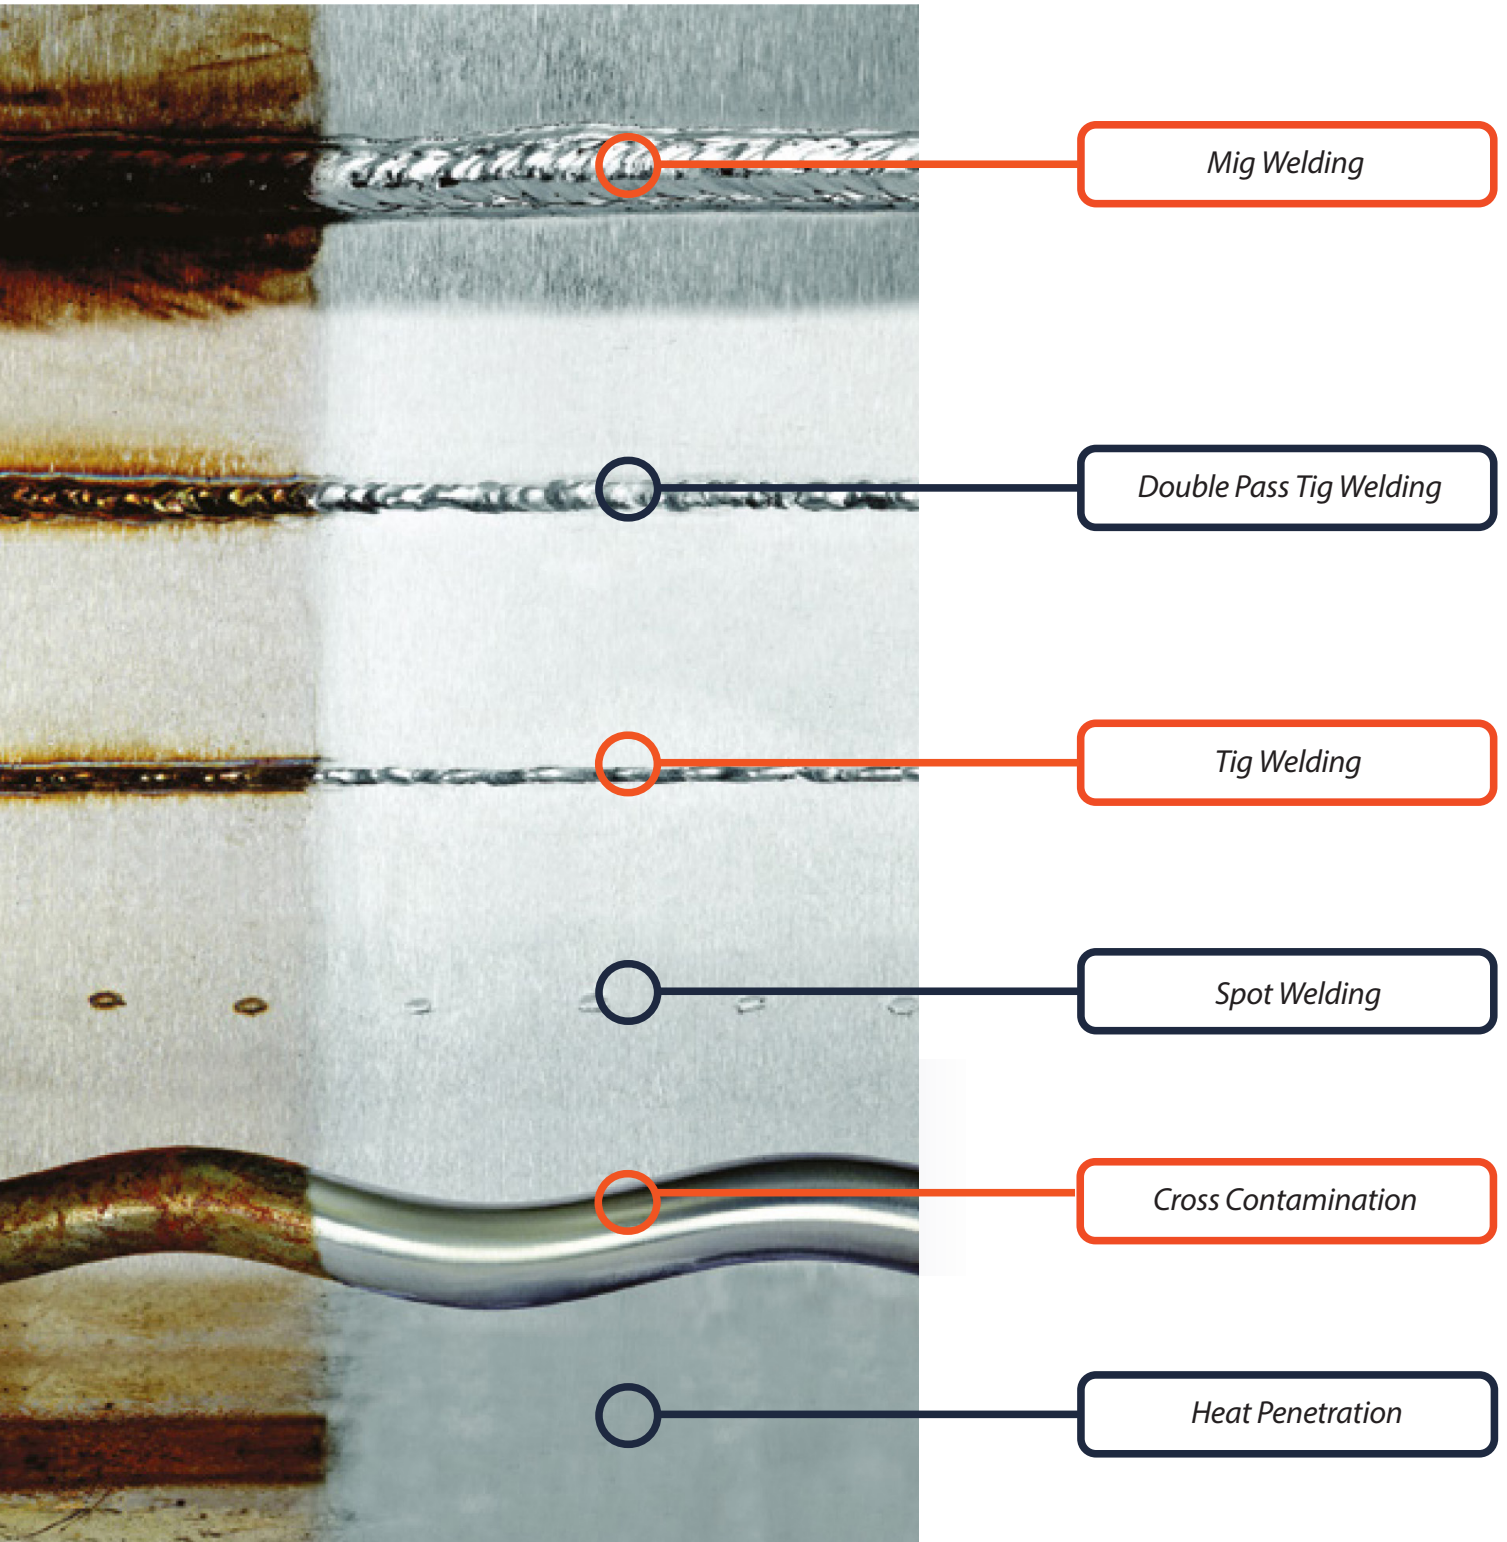 Mig Welding
Double Pass Tig Welding
Tig Welding
Spot Welding
Cross Contamination
Heat Penetration